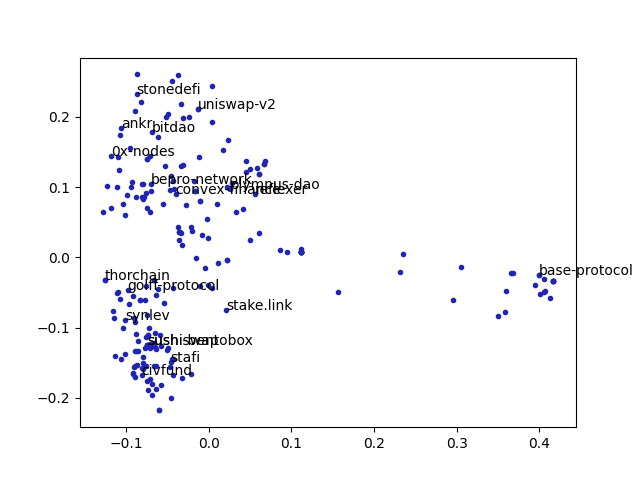 stonedefi
uniswap-v2
ankr
bitdao
0x-nodes
bepro-network
olympus-dao
convex-finance
thorchain
base-protocol
golff-protocol
stake.link
synlev
sushiswap
stafi
civfund
0.2
0.1
0.0
−0.1
−0.2
−0.1
0.0
0.1
0.2
0.3
0.4